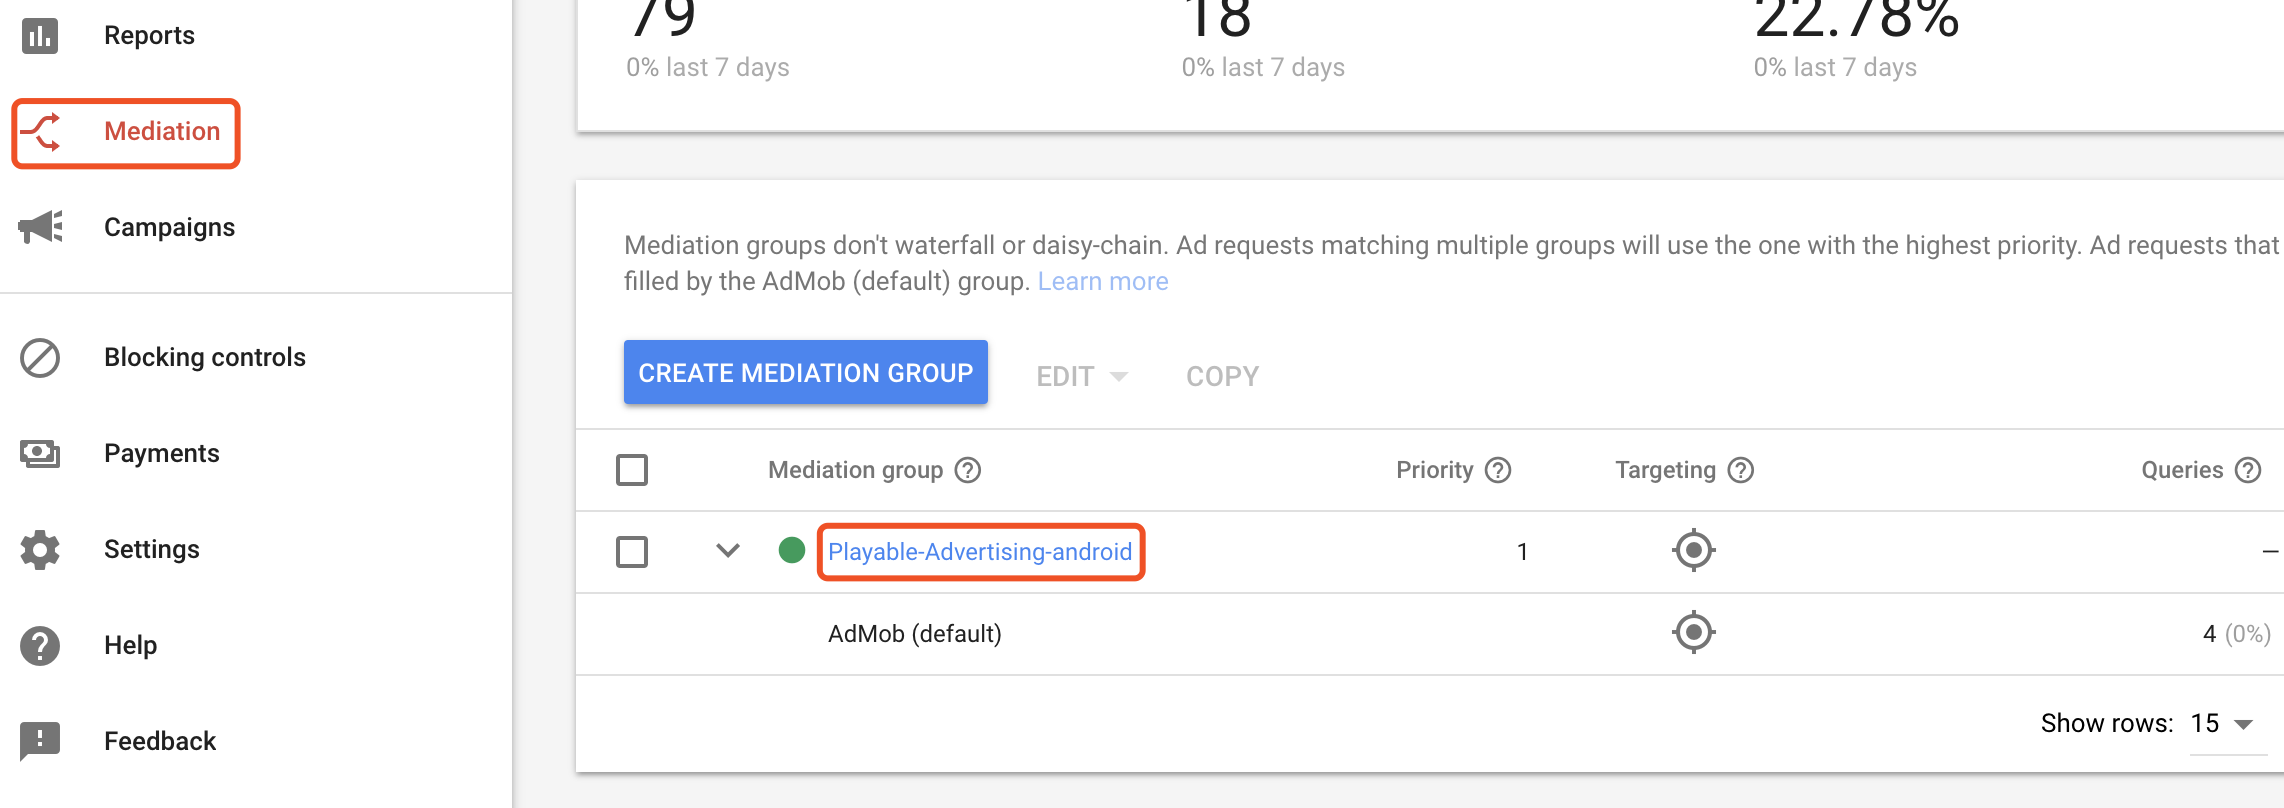 Reports
Mediation
Campaigns
Blocking controls
Payments
Settings
Help
Feedback
79
18
22.78%
0% last 7 days
0% last 7 days
0% last 7 days
Mediation groups don't waterfall or daisy-chain. Ad requests matching multiple groups will use the one with the highest priority. Ad requests that
filled by the AdMob (default) group. Learn more
CREATE MEDIATION GROUP
EDIT
COPY
Mediation group
Priority
Targeting
Queries
Playable-Advertising-android
1
–
AdMob (default)
4 (0%)
Show rows: 15